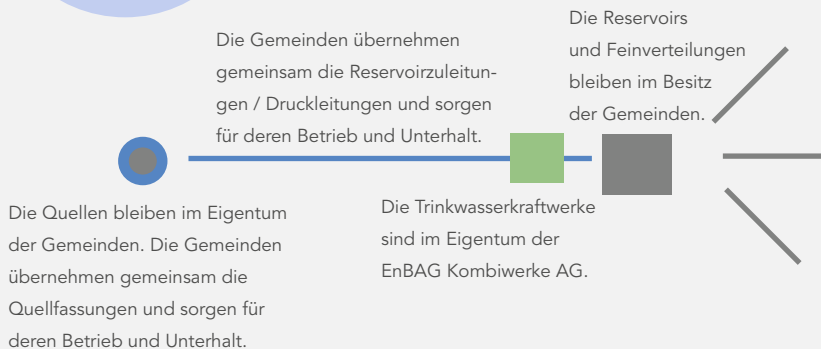 Die Gemeinden übernehmen
gemeinsam die Reservoirzuleitun-
gen / Druckleitungen und sorgen
für deren Betrieb und Unterhalt.
Die Reservoirs
und Feinverteilungen
bleiben im Besitz
der Gemeinden.
Die Quellen bleiben im Eigentum
der Gemeinden. Die Gemeinden
übernehmen gemeinsam die
Quellfassungen und sorgen für
deren Betrieb und Unterhalt.
Die Trinkwasserkraftwerke
sind im Eigentum der
EnBAG Kombiwerke AG.